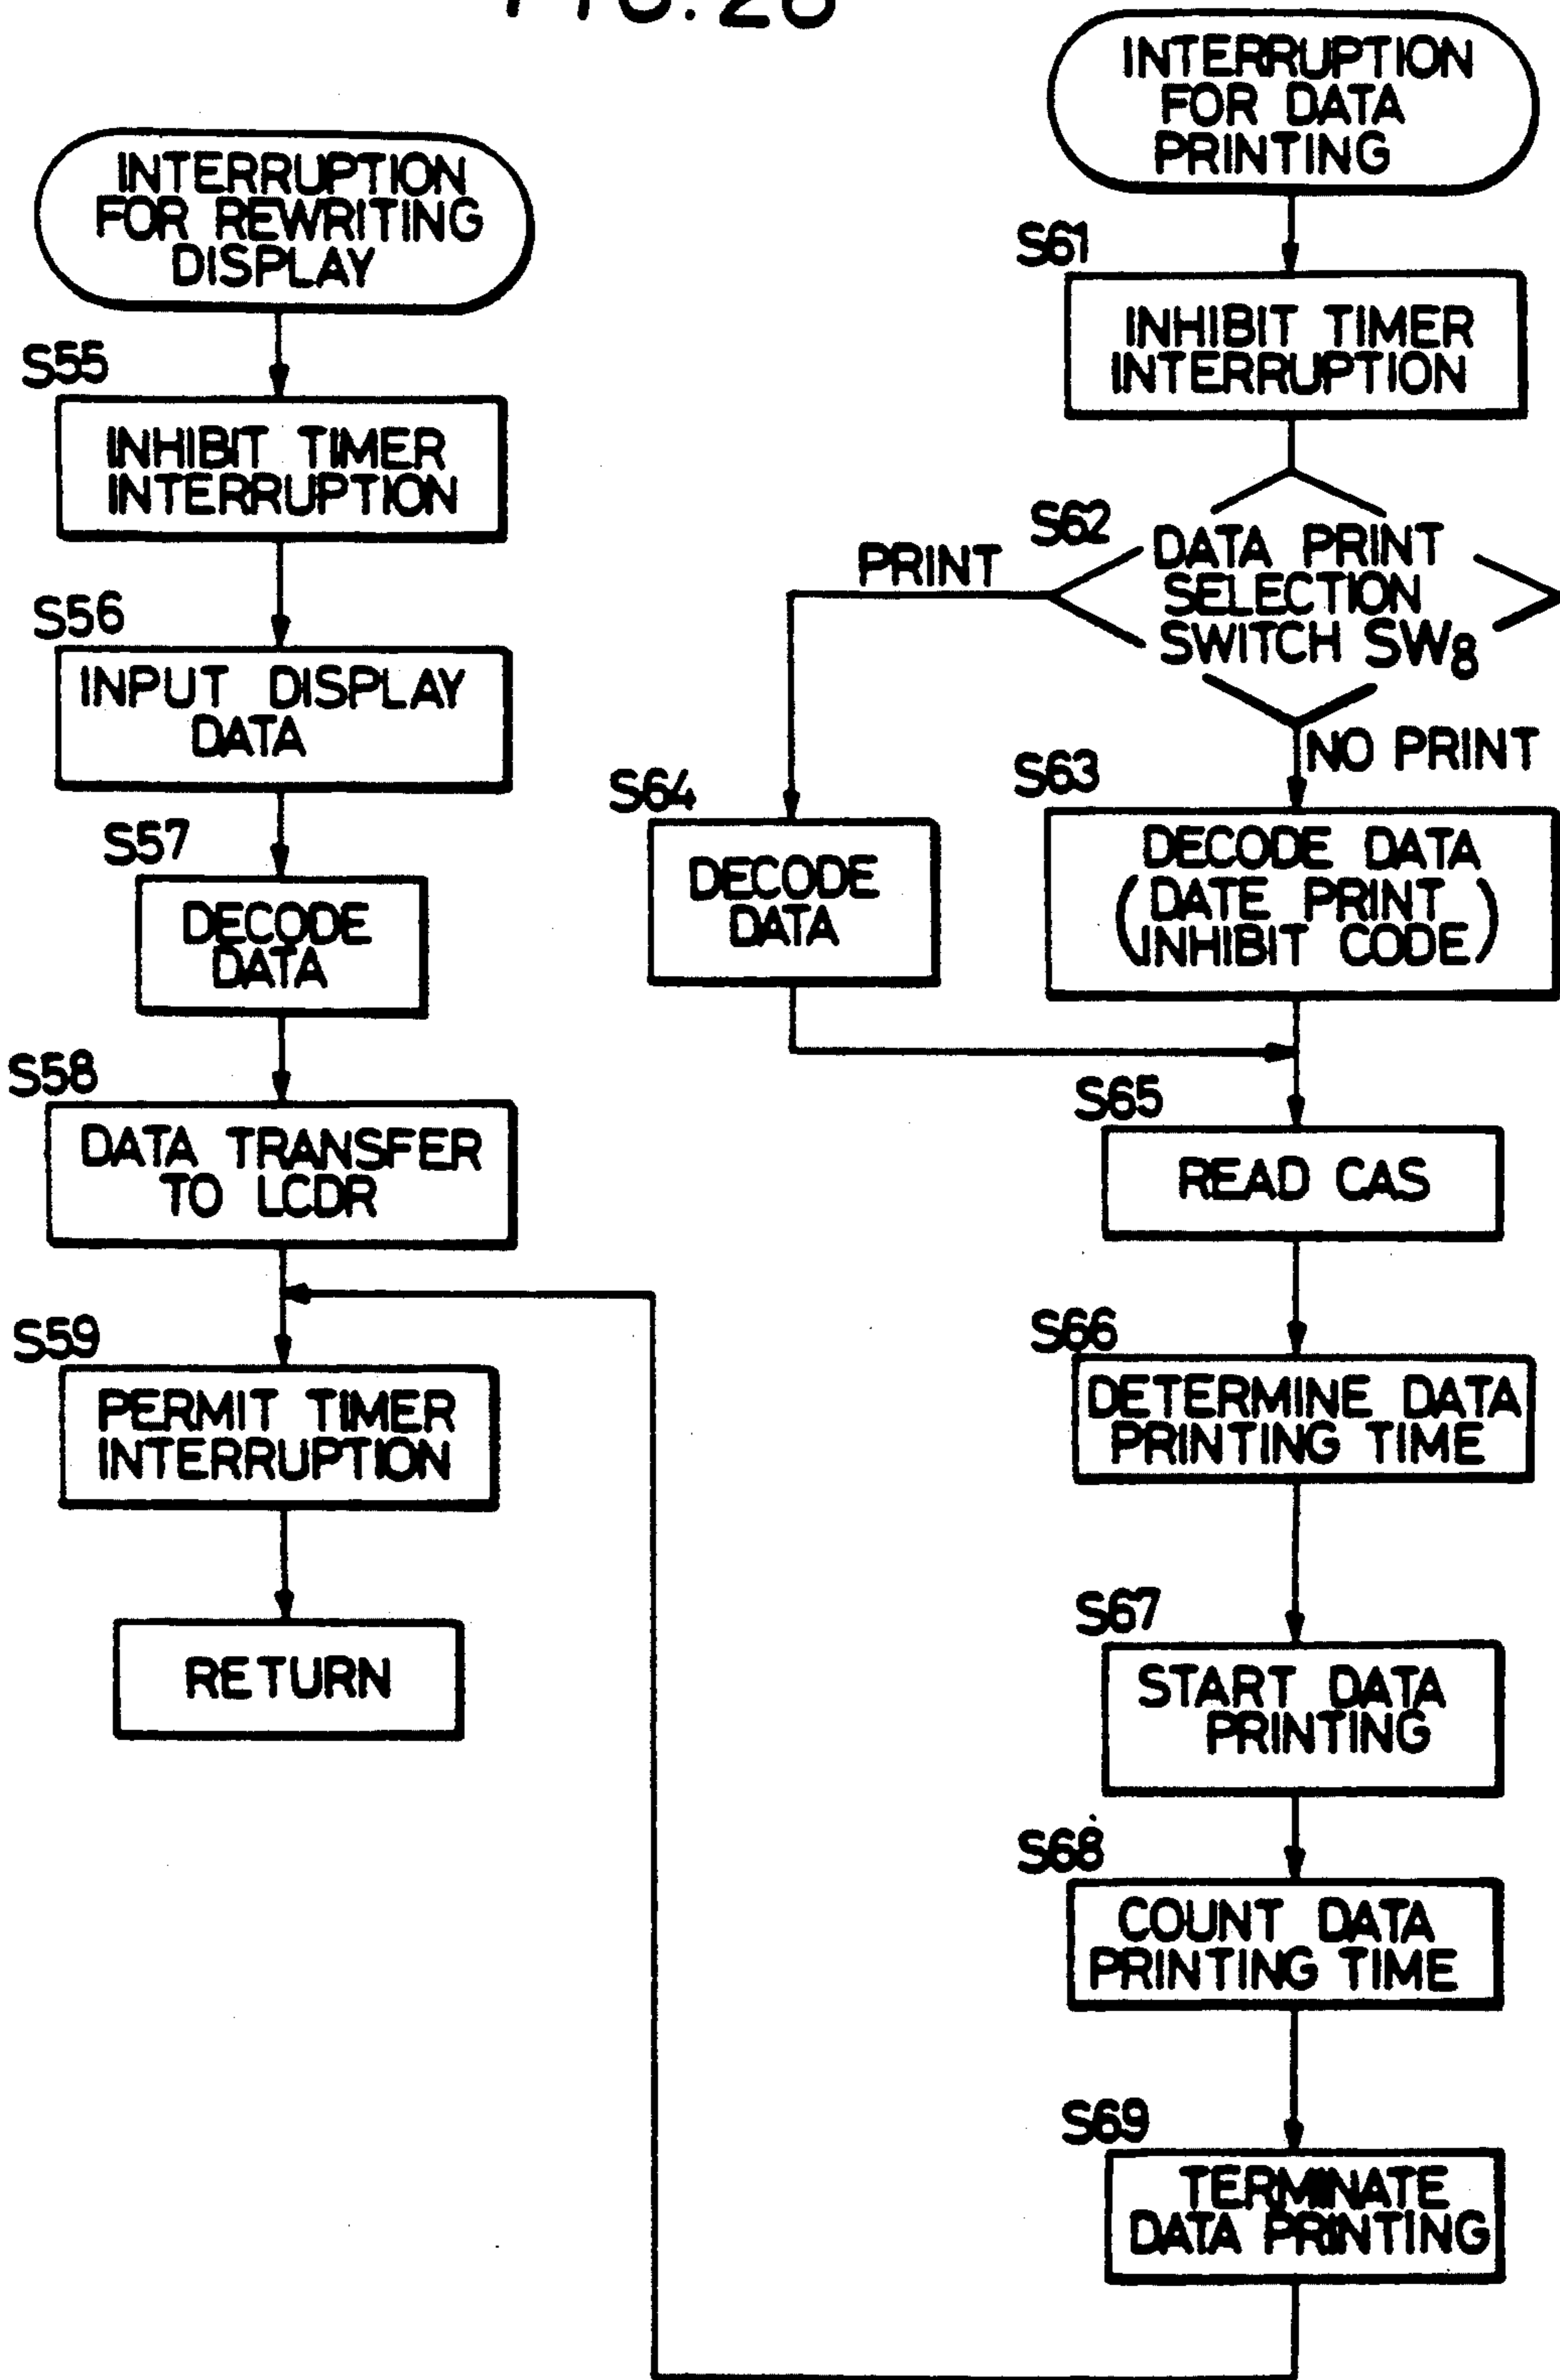 INTERRUPTION
FOR REWRITING
DISPLAY
S55
INHIBIT TIMER
INTERRUPTION
S56
INPUT DISPLAY
DATA
S57
DECODE
DATA
S58
DATA TRANSFER
TO LCDR
S59
PERMIT TIMER
INTERRUPTION
RETURN
INTERRUPTION
FOR DATA
PRINTING
S61
INHIBIT TIMER
INTERRUPTION
S62
DATA PRINT
SELECTION
SWITCH SW8
PRINT
NO PRINT
S64
DECODE
DATA
S63
DECODE DATA
(DATE PRINT
INHIBIT CODE)
S65
READ CAS
S66
DETERMINE DATA
PRINTING TIME
S67
START DATA
PRINTING
S68
COUNT DATA
PRINTING TIME
S69
TERMINATE
DATA PRINTING